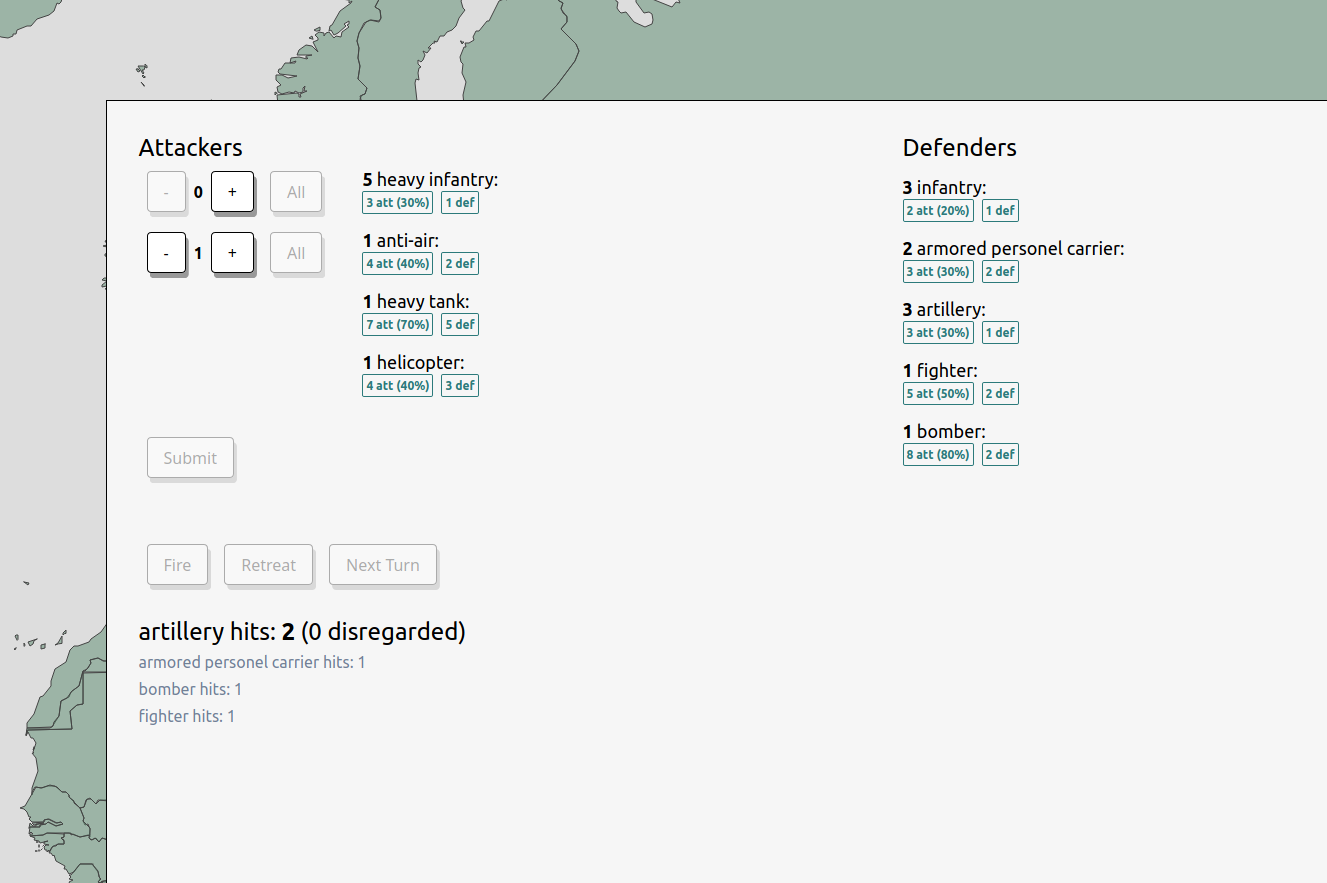 Attackers
- 0 + All
5 heavy infantry:
3 att (30%) 1 def
- 1 + All
1 anti-air:
4 att (40%) 2 def
1 heavy tank:
7 att (70%) 5 def
1 helicopter:
4 att (40%) 3 def
Submit
Fire Retreat Next Turn
artillery hits: 2 (0 disregarded)
armored personel carrier hits: 1
bomber hits: 1
fighter hits: 1
Defenders
3 infantry:
2 att (20%) 1 def
2 armored personel carrier:
3 att (30%) 2 def
3 artillery:
3 att (30%) 1 def
1 fighter:
5 att (50%) 2 def
1 bomber:
8 att (80%) 2 def